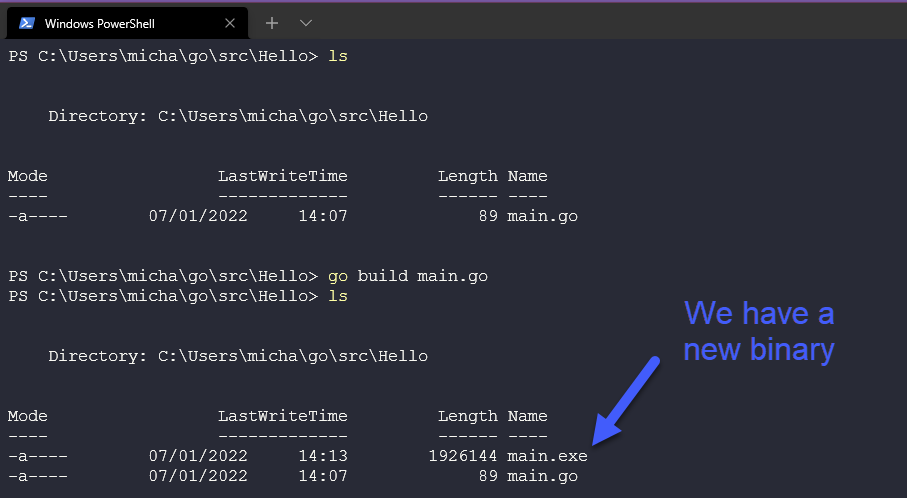 Windows PowerShell
PS C:\Users\micha\go\src\Hello> ls
Directory: C:\Users\micha\go\src\Hello
Mode LastWriteTime Length Name
---- ------------- ------ ----
-a---- 07/01/2022 14:07 89 main.go
PS C:\Users\micha\go\src\Hello> go build main.go
PS C:\Users\micha\go\src\Hello> ls
We have a
new binary
Directory: C:\Users\micha\go\src\Hello
Mode LastWriteTime Length Name
---- ------------- ------ ----
-a---- 07/01/2022 14:13 1926144 main.exe
-a---- 07/01/2022 14:07 89 main.go